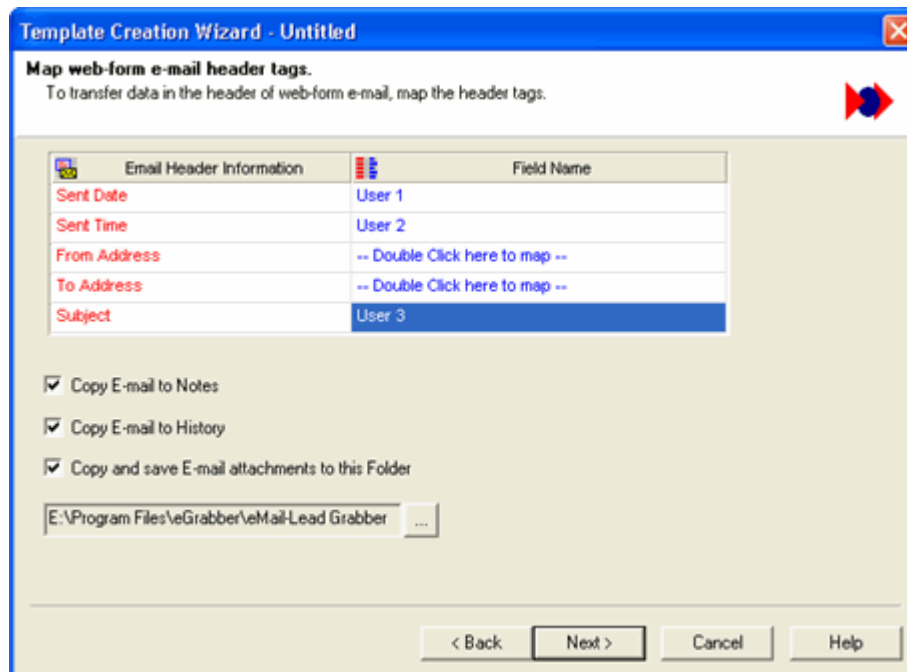 Template Creation Wizard - Untitled
Map web-form e-mail header tags.
To transfer data in the header of web-form e-mail, map the header tags.
Email Header Information Field Name
Sent Date User 1
Sent Time User 2
From Address -- Double Click here to map --
To Address -- Double Click here to map --
Subject User 3
Copy E-mail to Notes
Copy E-mail to History
Copy and save E-mail attachments to this Folder
E:\Program Files\eGrabber\eMail-Lead Grabber ...
< Back Next > Cancel Help